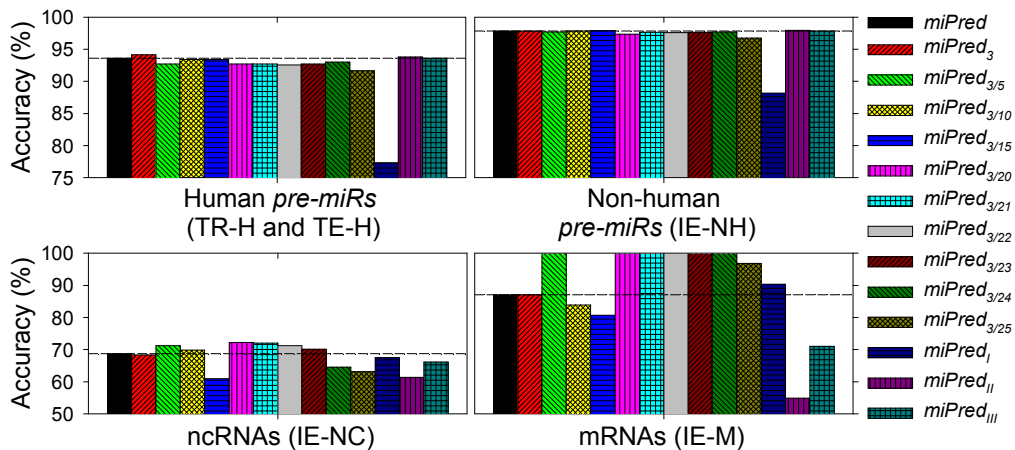 Accuracy (%)
100
95
90
85
80
75
Human pre-miRs
(TR-H and TE-H)
Non-human
pre-miRs (IE-NH)
Accuracy (%)
100
90
80
70
60
50
ncRNAs (IE-NC)
mRNAs (IE-M)
miPred
miPred3
miPred3/5
miPred3/10
miPred3/15
miPred3/20
miPred3/21
miPred3/22
miPred3/23
miPred3/24
miPred3/25
miPredI
miPredII
miPredIII